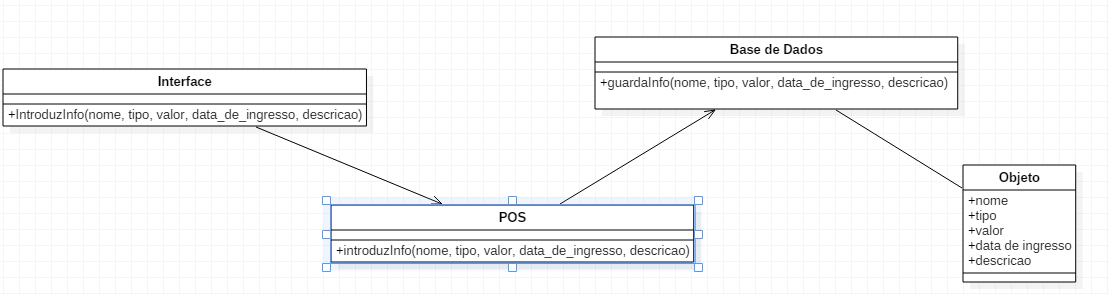 Interface
+IntroduzInfo(nome, tipo, valor, data_de_ingresso, descricao)
Base de Dados
+guardaInfo(nome, tipo, valor, data_de_ingresso, descricao)
POS
+introduzInfo(nome, tipo, valor, data_de_ingresso, descricao)
Objeto
+nome
+tipo
+valor
+data de ingresso
+descricao